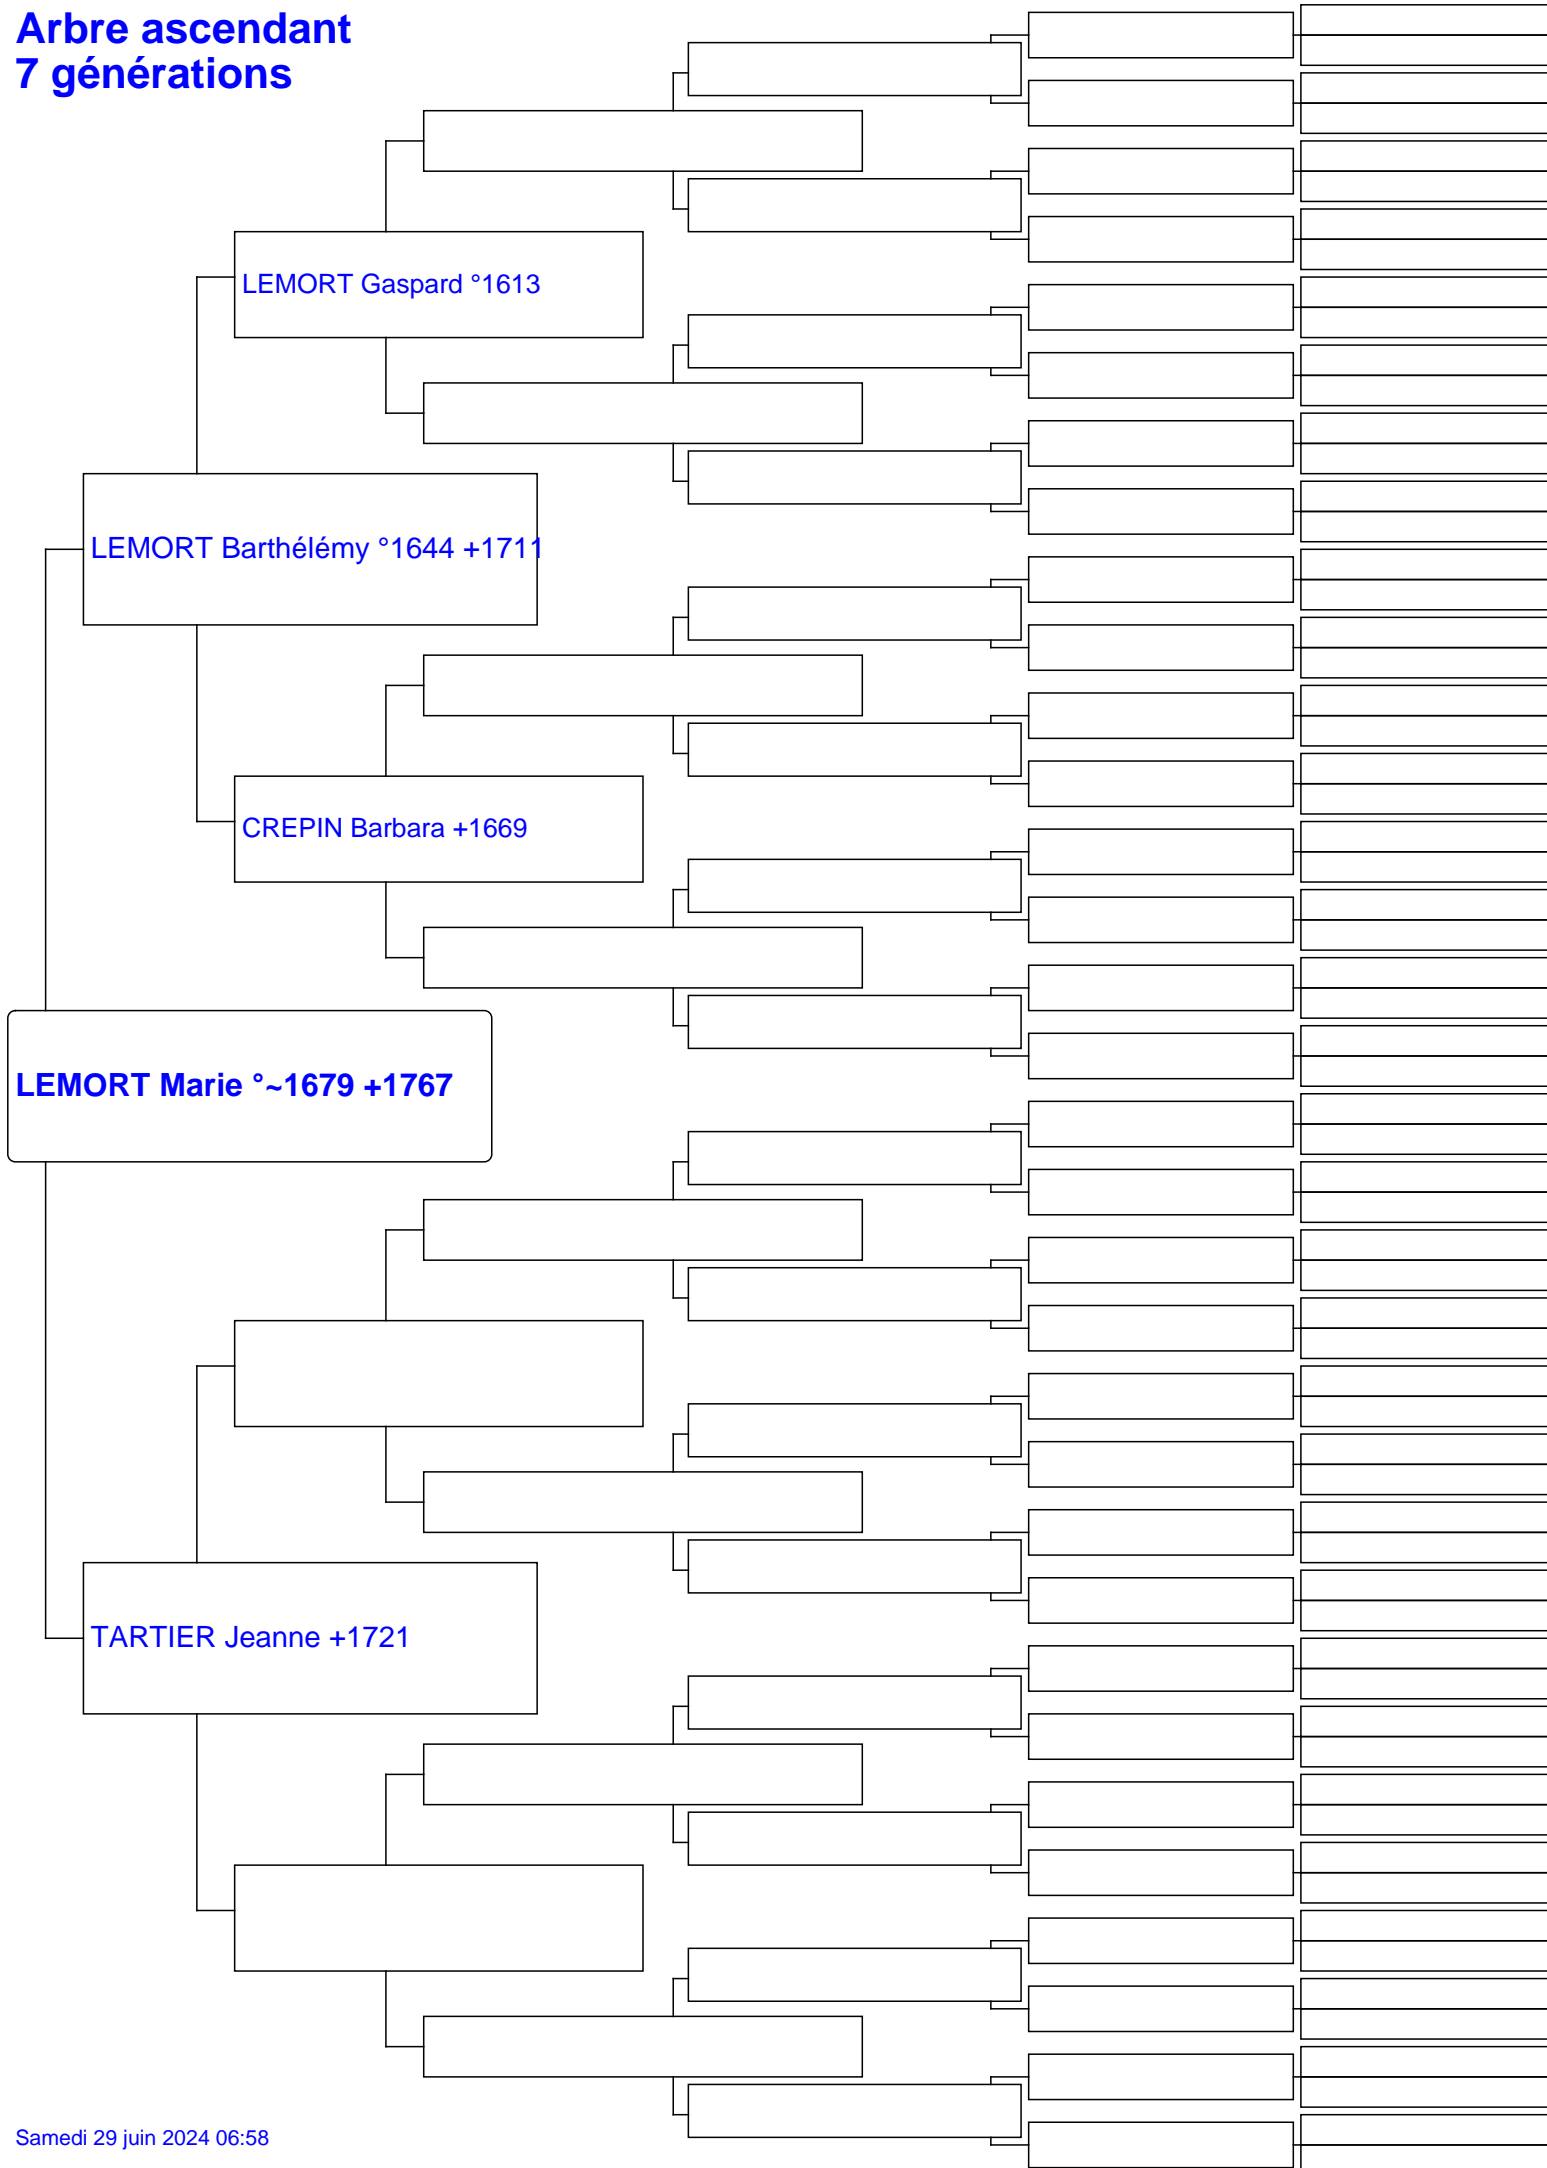 Arbre ascendant
7 générations
LEMORT Gaspard °1613
LEMORT Barthélémy °1644 +1711
CREPIN Barbara +1669
LEMORT Marie °~1679 +1767
TARTIER Jeanne +1721
Samedi 29 juin 2024 06:58